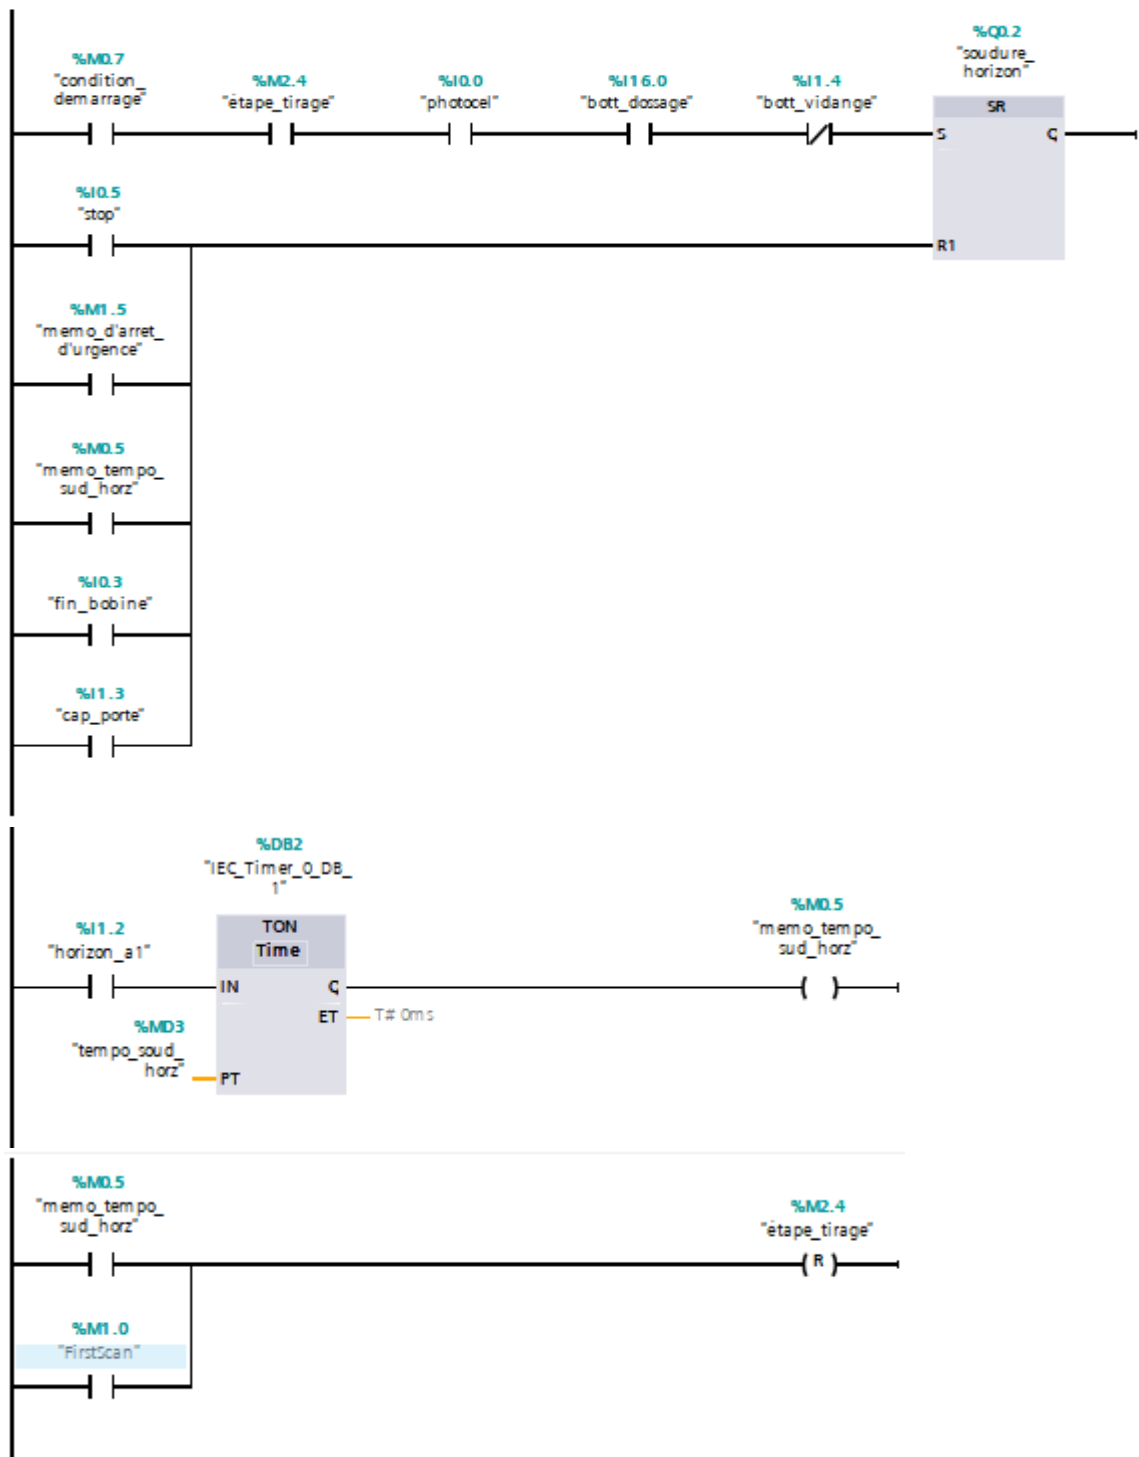 %Q0.2
"soudure_
horizon"
%M0.7
"condition_
demarrage"
%M2.4
"étape_tirage"
%I0.0
"photocel"
%I16.0
"bott_dossage"
%I1.4
"bott_vidange"
SR
S
Q
%I0.5
"stop"
R1
%M1.5
"memo_d'arret_
d'urgence"
%M0.5
"memo_tempo_
sud_horz"
%I0.3
"fin_bobine"
%I1.3
"cap_porte"
%DB2
"IEC_Timer_0_DB_
1"
%I1.2
"horizon_a1"
TON
Time
%M0.5
"memo_tempo_
sud_horz"
IN
Q
ET
T# 0ms
%MD3
"tempo_soud_
horz"
PT
%M0.5
"memo_tempo_
sud_horz"
%M2.4
"étape_tirage"
R
%M1.0
"FirstScan"